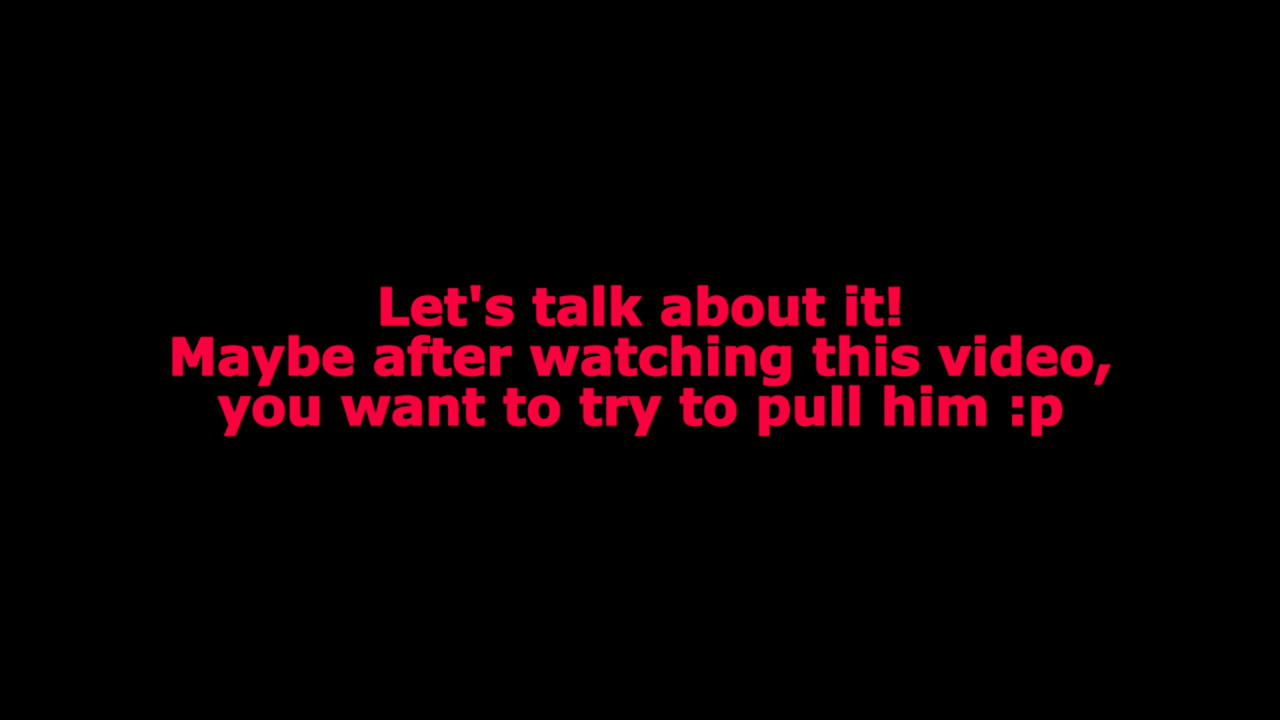 Let's talk about it!
Maybe after watching this video,
you want to try to pull him :p